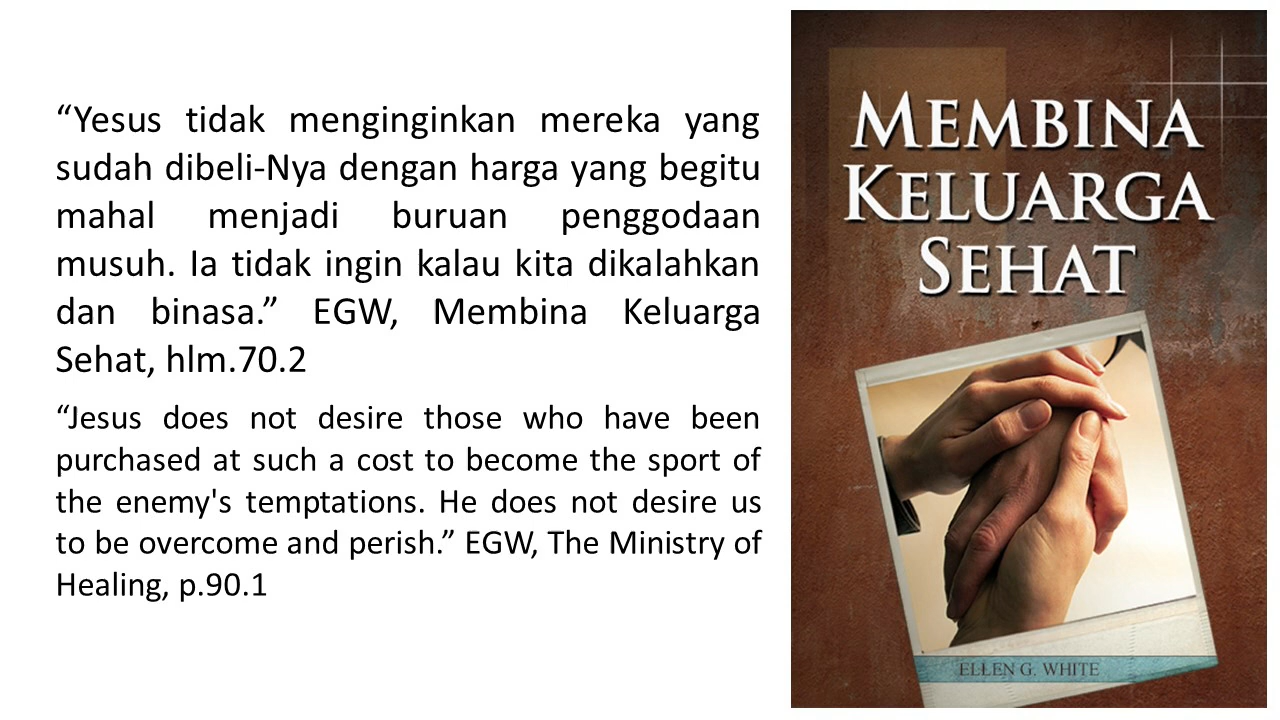 “Yesus tidak menginginkan mereka yang
sudah dibeli-Nya dengan harga yang begitu
mahal menjadi buruan penggodaan
musuh. Ia tidak ingin kalau kita dikalahkan
dan binasa.” EGW, Membina Keluarga
Sehat, hlm.70.2
“Jesus does not desire those who have been
purchased at such a cost to become the sport of
the enemy's temptations. He does not desire us
to be overcome and perish.” EGW, The Ministry of
Healing, p.90.1
MEMBINA
KELUARGA
SEHAT
ELLEN G. WHITE